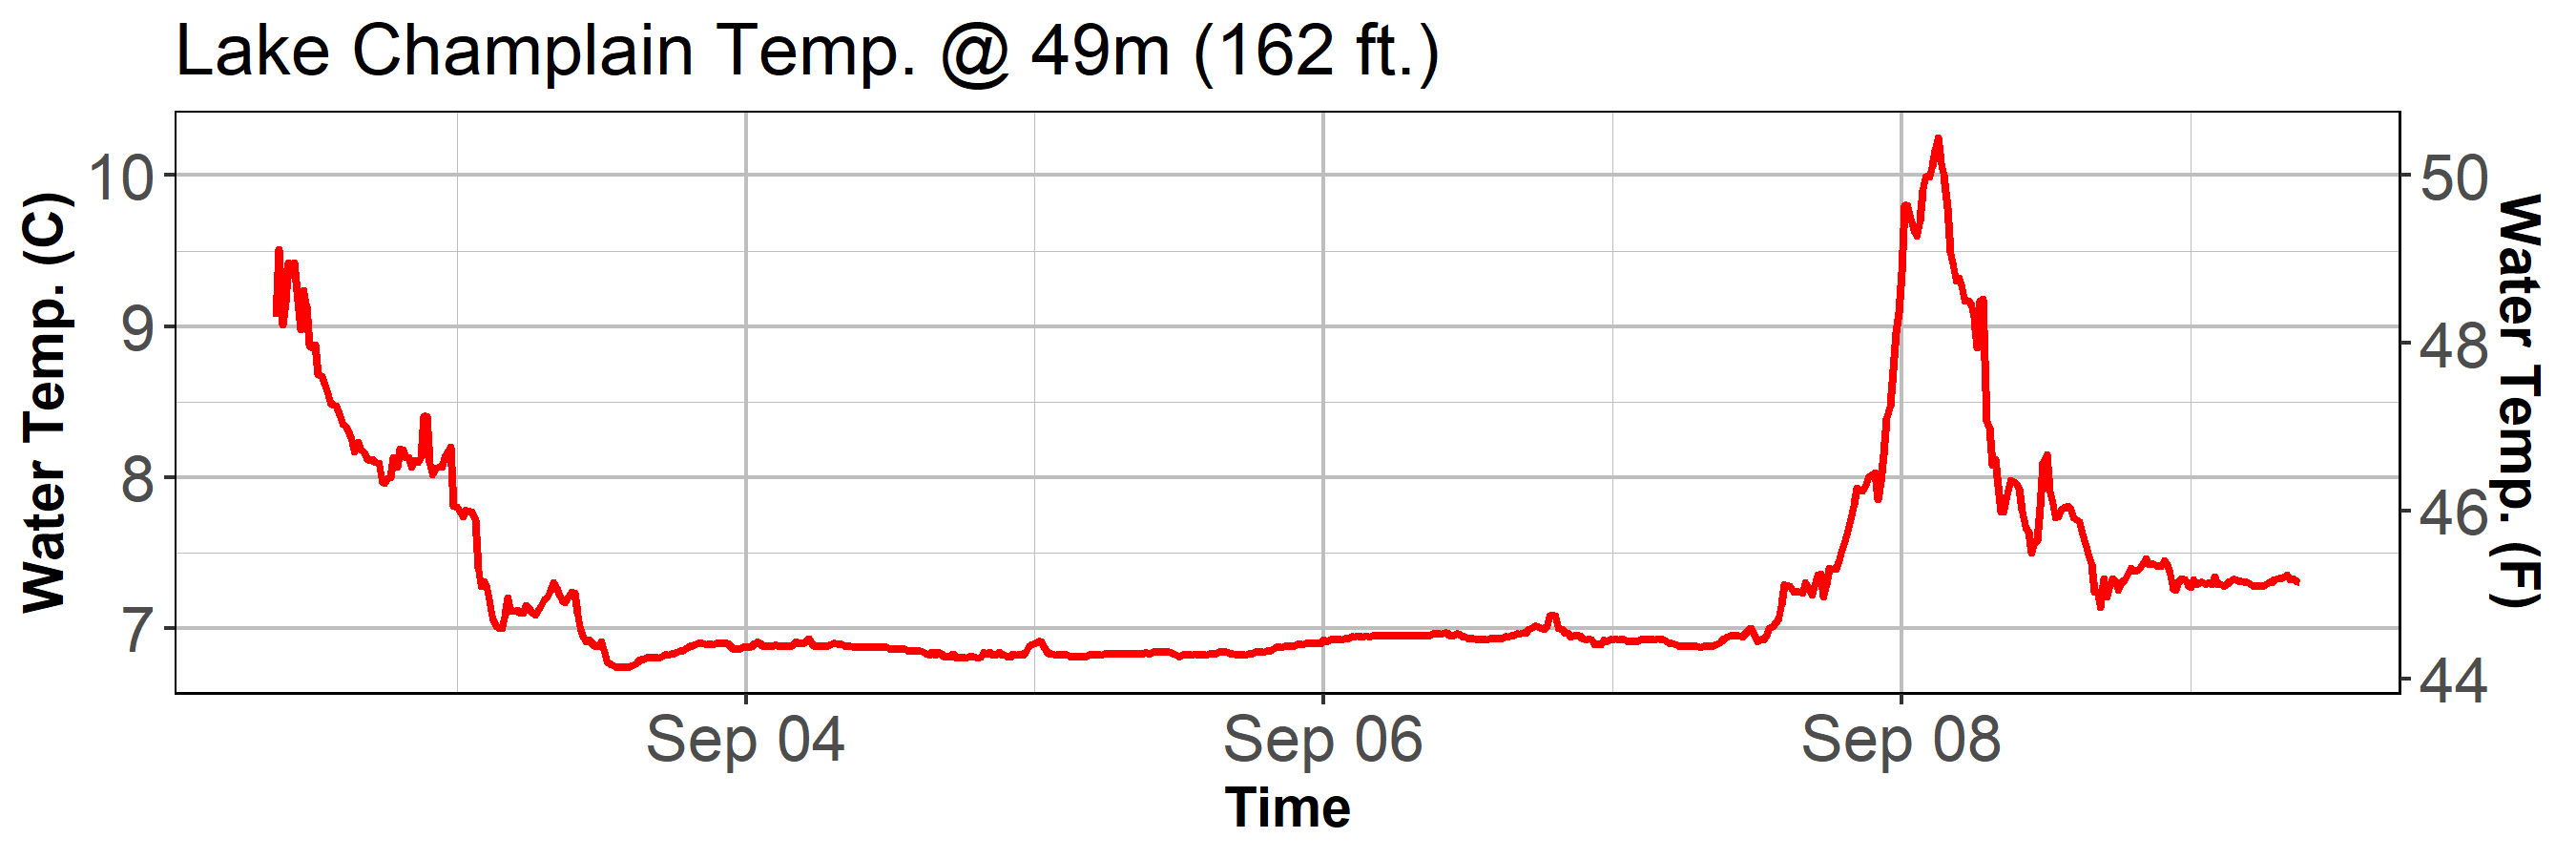 Lake Champlain Temp. @ 49m (162 ft.)
Water Temp. (C)
10
9
8
7
50
48
46
44
Water Temp. (F)
Sep 04
Sep 06
Sep 08
Time